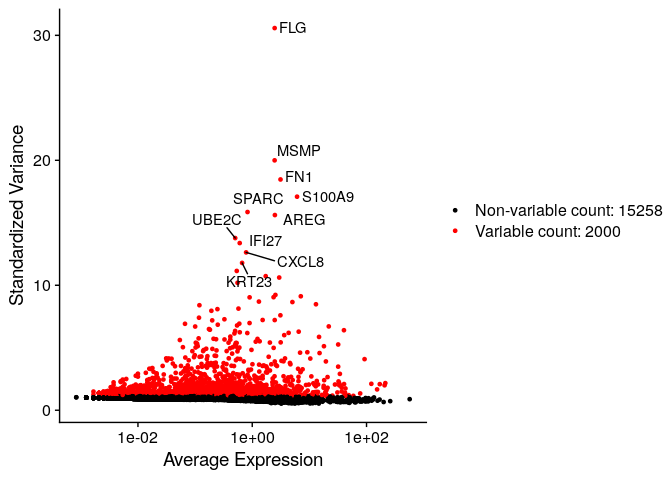 30
20
10
0
Standardized Variance
FLG
MSMP
FN1
S100A9
SPARC
UBE2C
AREG
IFI27
CXCL8
KRT23
1e-02
1e+00
1e+02
Average Expression
Non-variable count: 15258
Variable count: 2000